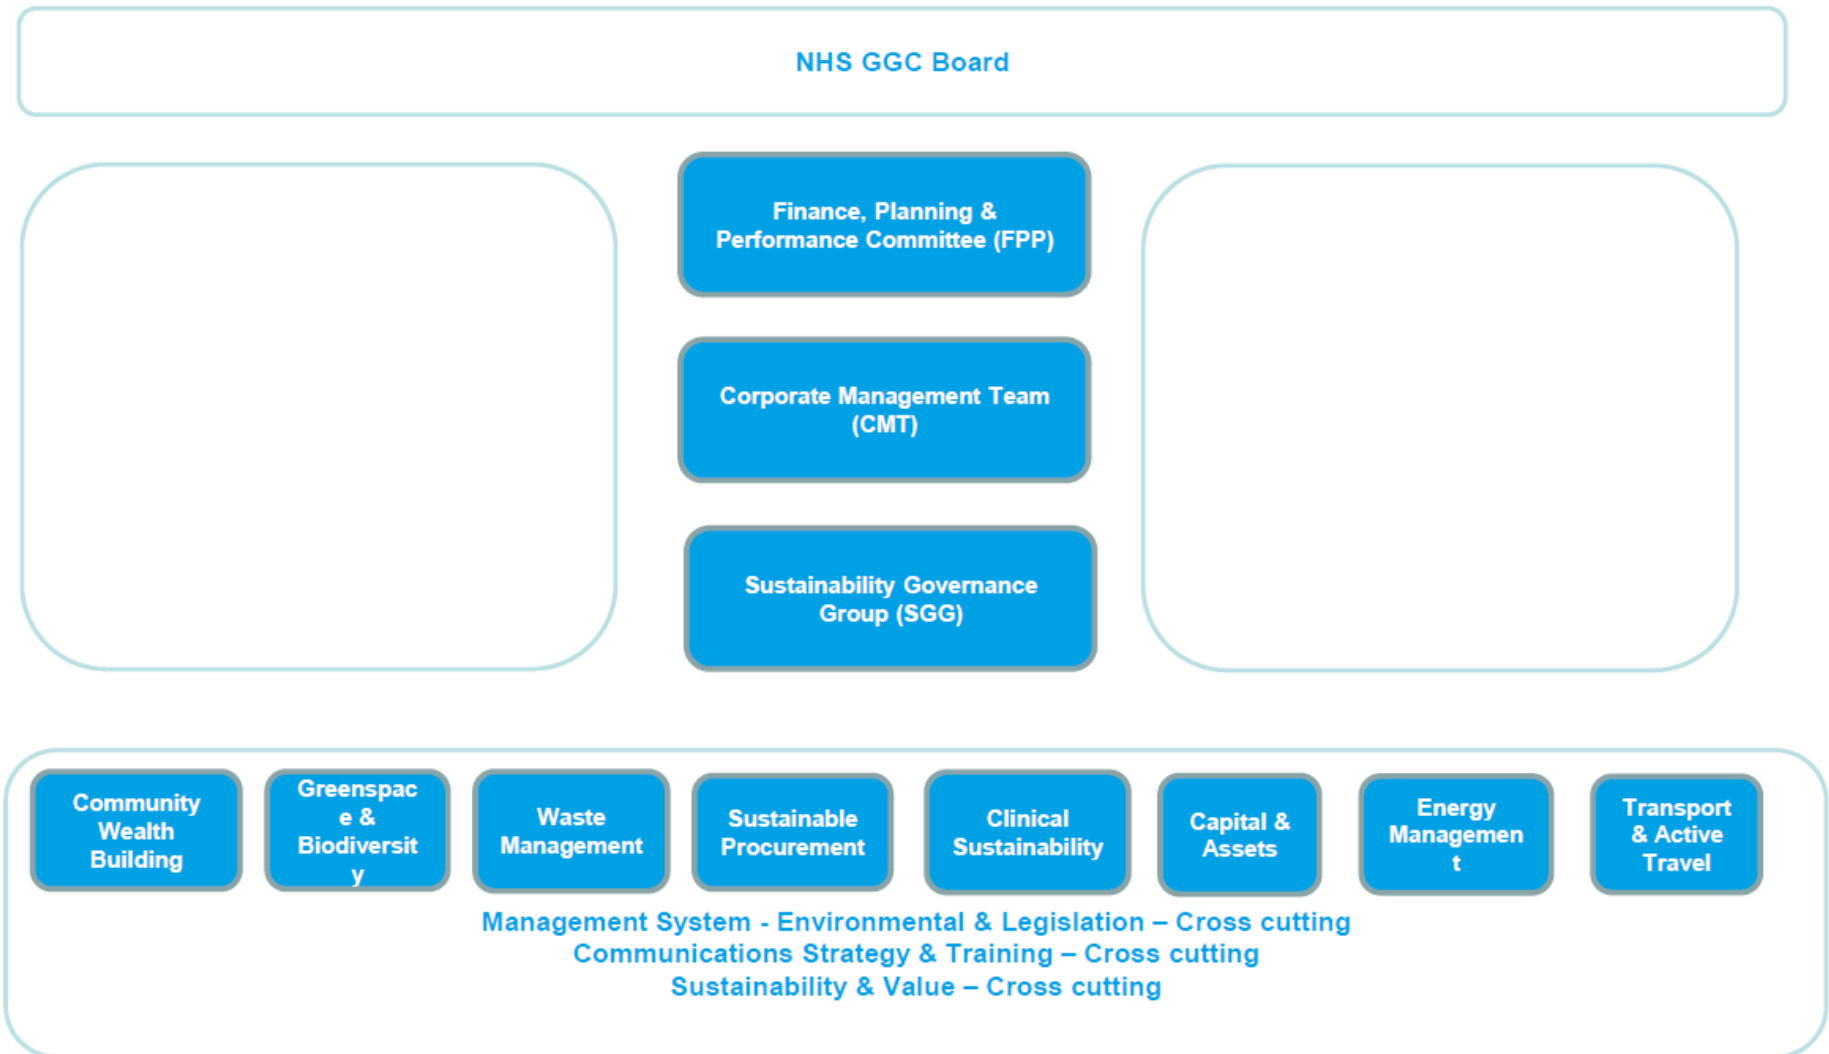 NHS GGC Board
Finance, Planning &
Performance Committee (FPP)
Corporate Management Team
(CMT)
Sustainability Governance
Group (SGG)
Community
Wealth
Building
Greenspac
e &
Biodiversit
y
Waste
Management
Sustainable
Procurement
Clinical
Sustainability
Capital &
Assets
Energy
Managemen
t
Transport
& Active
Travel
Management System - Environmental & Legislation – Cross cutting
Communications Strategy & Training – Cross cutting
Sustainability & Value – Cross cutting